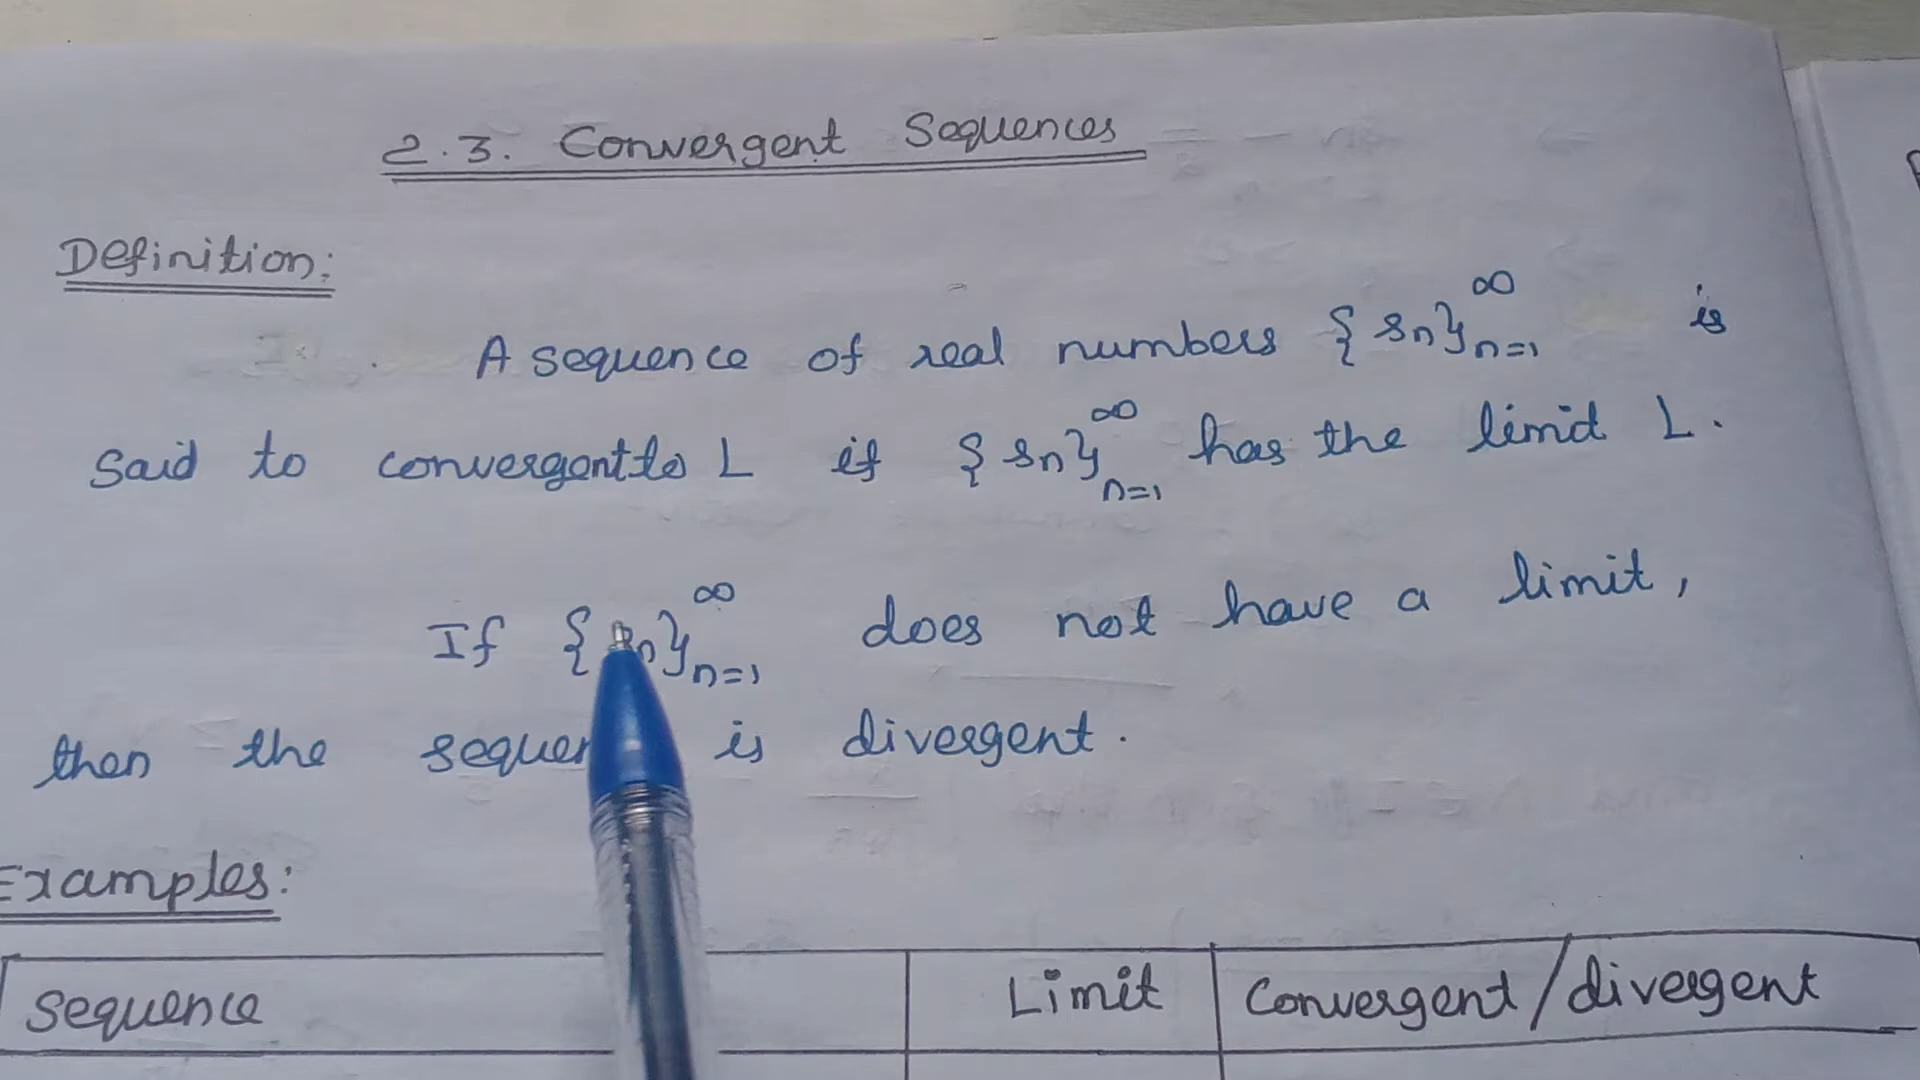 2.3. Convergent Sequences
Definition:
A sequence of real numbers {sn}∞n=1 is
said to convergent to L if {sn}∞n=1 has the limit L.
If {sn}∞n=1 does not have a limit,
then the is divergent.
Examples:
Sequence Limit Convergent/divergent